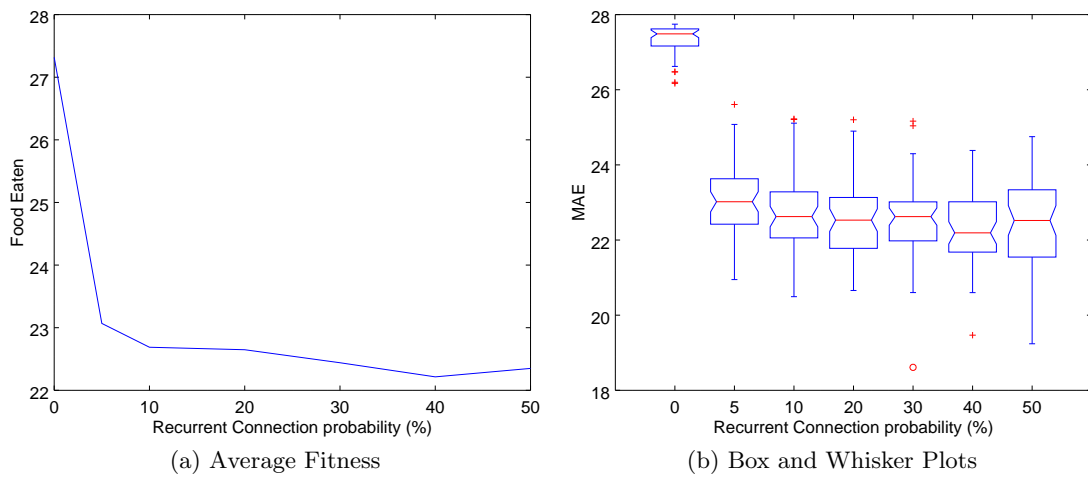 28
27
26
25
24
23
22
Food Eaten
0 10 20 30 40 50
Recurrent Connection probability (%)
(a) Average Fitness
28
26
24
22
20
18
MAE
0 5 10 20 30 40 50
Recurrent Connection probability (%)
(b) Box and Whisker Plots